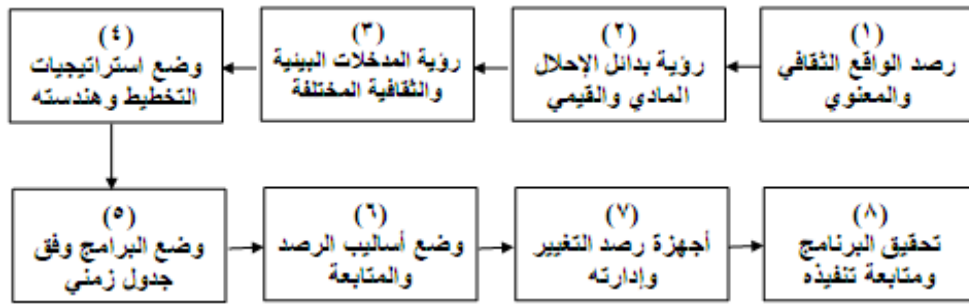 (١)
رصد الواقع الثقافي
والمعنوي
(٢)
رؤية بدائل الإحلال
المادي والقيمي
(٣)
رؤية المدخلات البينية
والثقافية المختلفة
(٤)
وضع استراتيجيات
التخطيط وهندسته
(٥)
وضع البرامج وفق
جدول زمني
(٦)
وضع أساليب الرصد
والمتابعة
(٧)
أجهزة رصد التغيير
وإدارته
(٨)
تحقيق البرنامج
ومتابعة تنفيذه